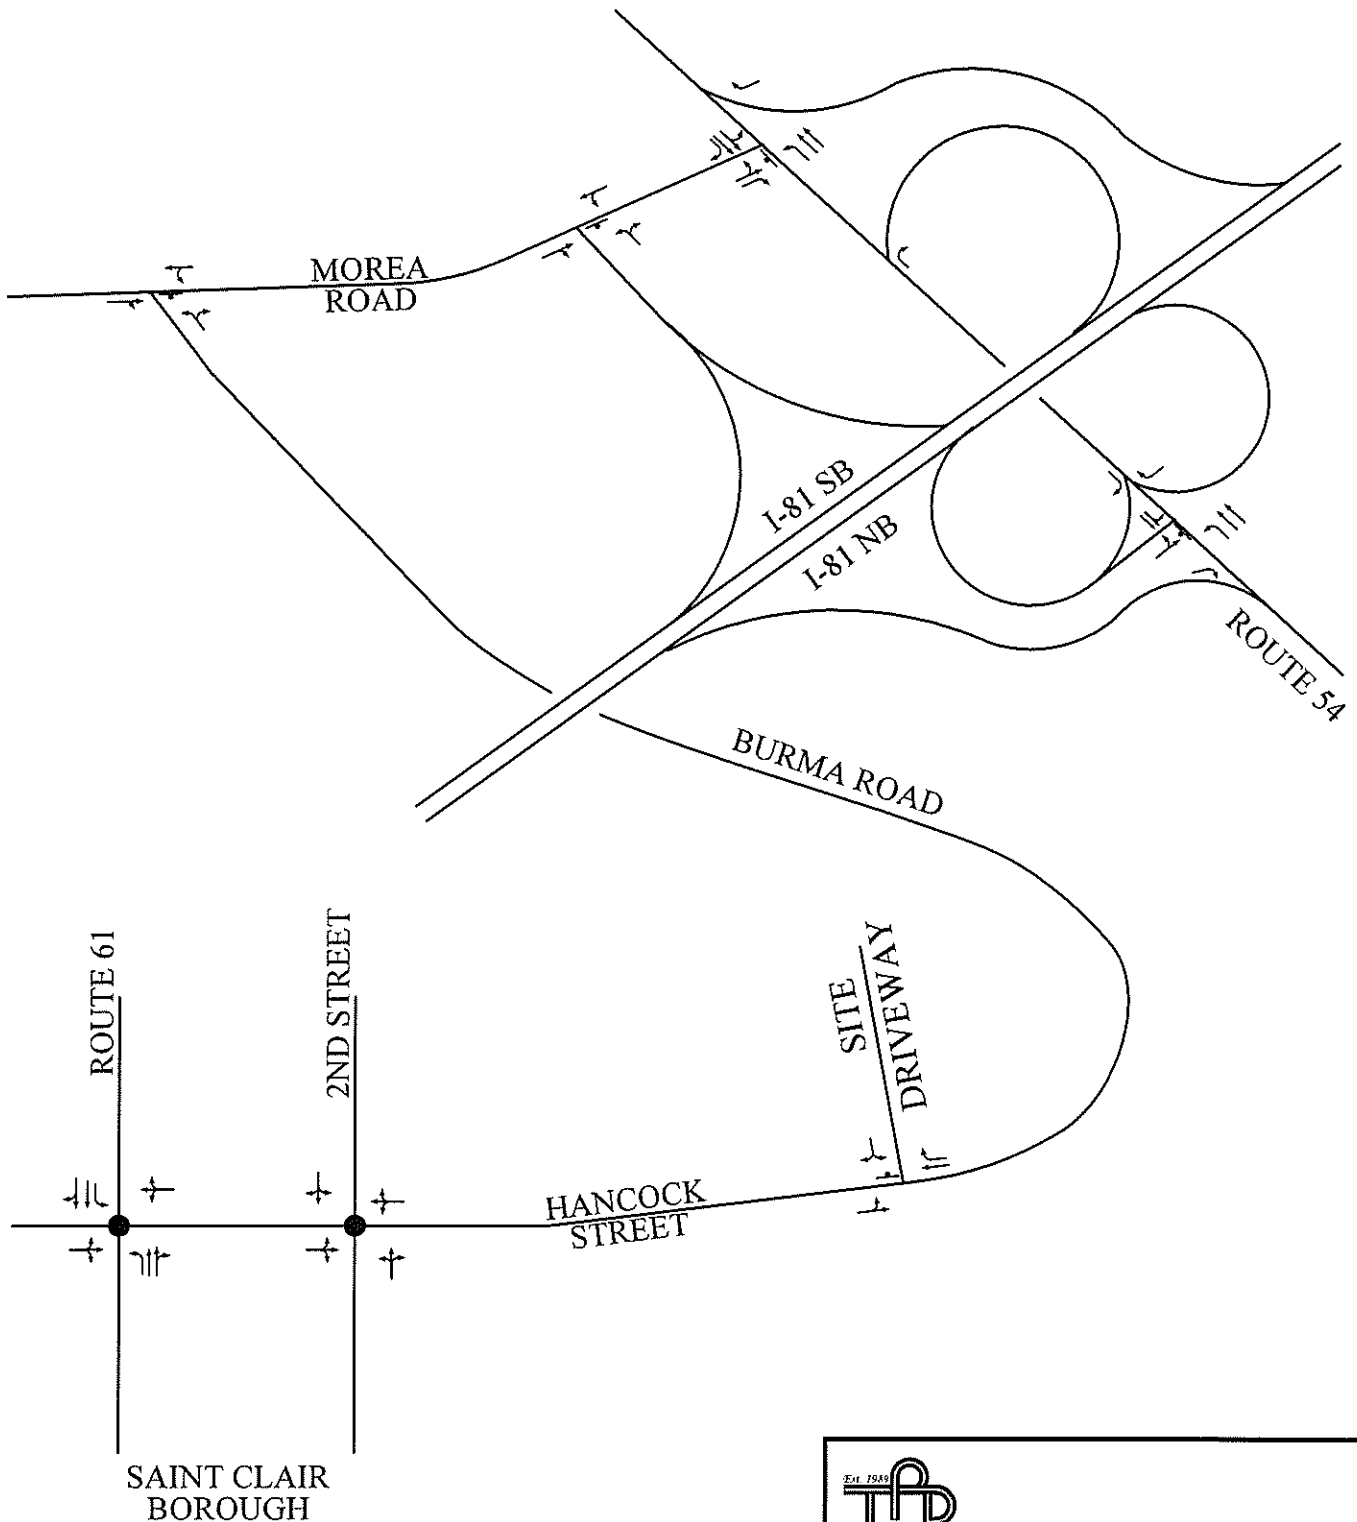 MOREA
ROAD
I-81 SB
I-81 NB
ROUTE 54
BURMA ROAD
ROUTE 61
2ND STREET
SITE
DRIVEWAY
HANCOCK
STREET
SAINT CLAIR
BOROUGH
Est. 1989
TPD